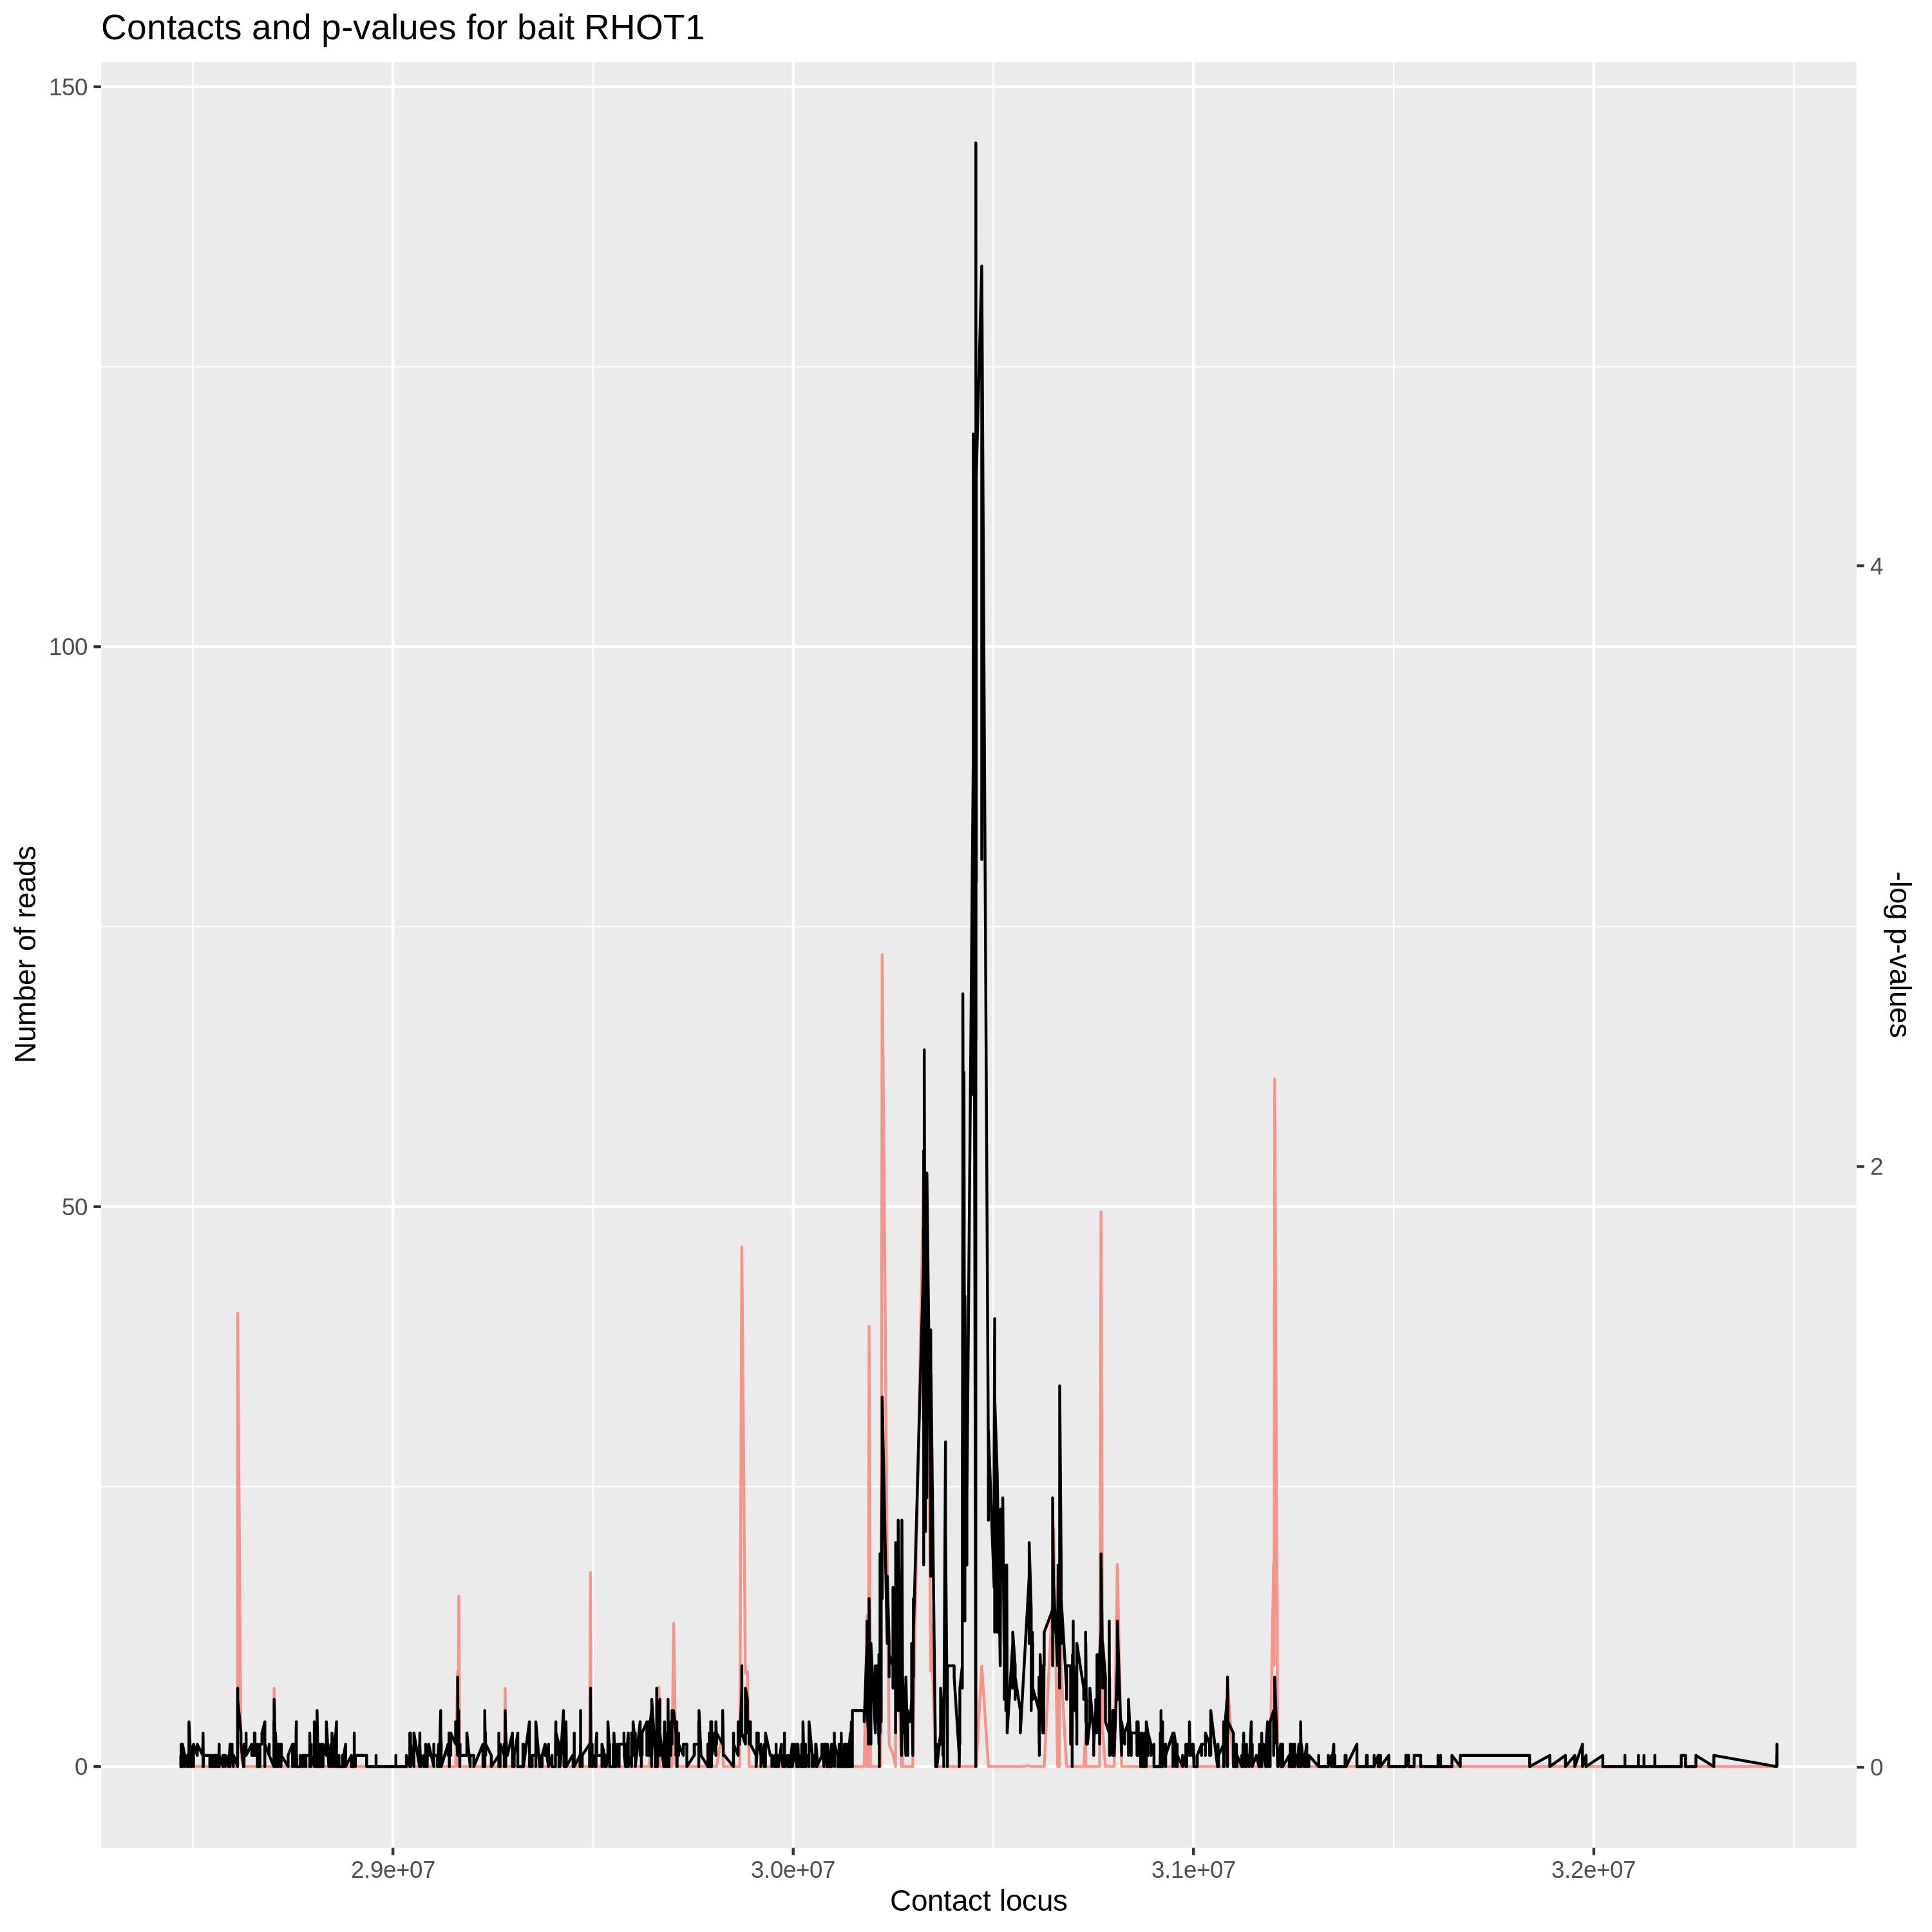 Contacts and p-values for bait RHOT1
150
100
50
0
Number of reads
4
2
0
-log p-values
2.9e+07
3.0e+07
3.1e+07
3.2e+07
Contact locus